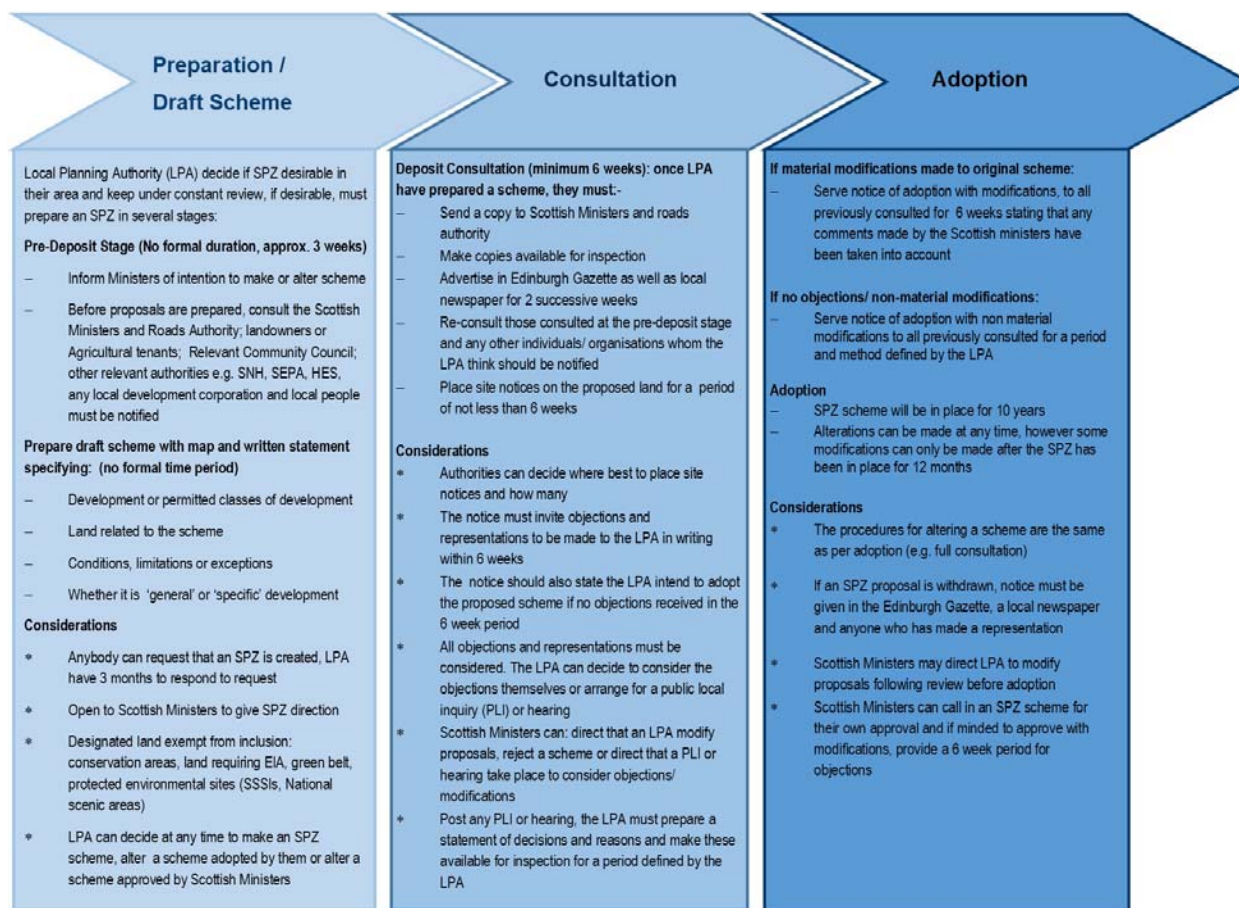 Preparation /
Draft Scheme
Local Planning Authority (LPA) decide if SPZ desirable in
their area and keep under constant review, if desirable, must
prepare an SPZ in several stages:
Pre-Deposit Stage (No formal duration, approx. 3 weeks)
– Inform Ministers of intention to make or alter scheme
– Before proposals are prepared, consult the Scottish
Ministers and Roads Authority; landowners or
Agricultural tenants; Relevant Community Council;
other relevant authorities e.g. SNH, SEPA, HES,
any local development corporation and local people
must be notified
Prepare draft scheme with map and written statement
specifying: (no formal time period)
– Development or permitted classes of development
– Land related to the scheme
– Conditions, limitations or exceptions
– Whether it is ‘general’ or ‘specific’ development
Considerations
* Anybody can request that an SPZ is created, LPA
have 3 months to respond to request
* Open to Scottish Ministers to give SPZ direction
* Designated land exempt from inclusion:
conservation areas, land requiring EIA, green belt,
protected environmental sites (SSSIs, National
scenic areas)
* LPA can decide at any time to make an SPZ
scheme, alter a scheme adopted by them or alter a
scheme approved by Scottish Ministers
Consultation
Deposit Consultation (minimum 6 weeks): once LPA
have prepared a scheme, they must:-
– Send a copy to Scottish Ministers and roads
authority
– Make copies available for inspection
– Advertise in Edinburgh Gazette as well as local
newspaper for 2 successive weeks
– Re-consult those consulted at the pre-deposit stage
and any other individuals/ organisations whom the
LPA think should be notified
– Place site notices on the proposed land for a period
of not less than 6 weeks
Considerations
* Authorities can decide where best to place site
notices and how many
* The notice must invite objections and
representations to be made to the LPA in writing
within 6 weeks
* The notice should also state the LPA intend to adopt
the proposed scheme if no objections received in the
6 week period
* All objections and representations must be
considered. The LPA can decide to consider the
objections themselves or arrange for a public local
inquiry (PLI) or hearing
* Scottish Ministers can: direct that an LPA modify
proposals, reject a scheme or direct that a PLI or
hearing take place to consider objections/
modifications
* Post any PLI or hearing, the LPA must prepare a
statement of decisions and reasons and make these
available for inspection for a period defined by the
LPA
Adoption
If material modifications made to original scheme:
– Serve notice of adoption with modifications, to all
previously consulted for 6 weeks stating that any
comments made by the Scottish ministers have
been taken into account
If no objections/ non-material modifications:
– Serve notice of adoption with non material
modifications to all previously consulted for a period
and method defined by the LPA
Adoption
– SPZ scheme will be in place for 10 years
– Alterations can be made at any time, however some
modifications can only be made after the SPZ has
been in place for 12 months
Considerations
* The procedures for altering a scheme are the same
as per adoption (e.g. full consultation)
* If an SPZ proposal is withdrawn, notice must be
given in the Edinburgh Gazette, a local newspaper
and anyone who has made a representation
* Scottish Ministers may direct LPA to modify
proposals following review before adoption
* Scottish Ministers can call in an SPZ scheme for
their own approval and if minded to approve with
modifications, provide a 6 week period for
objections